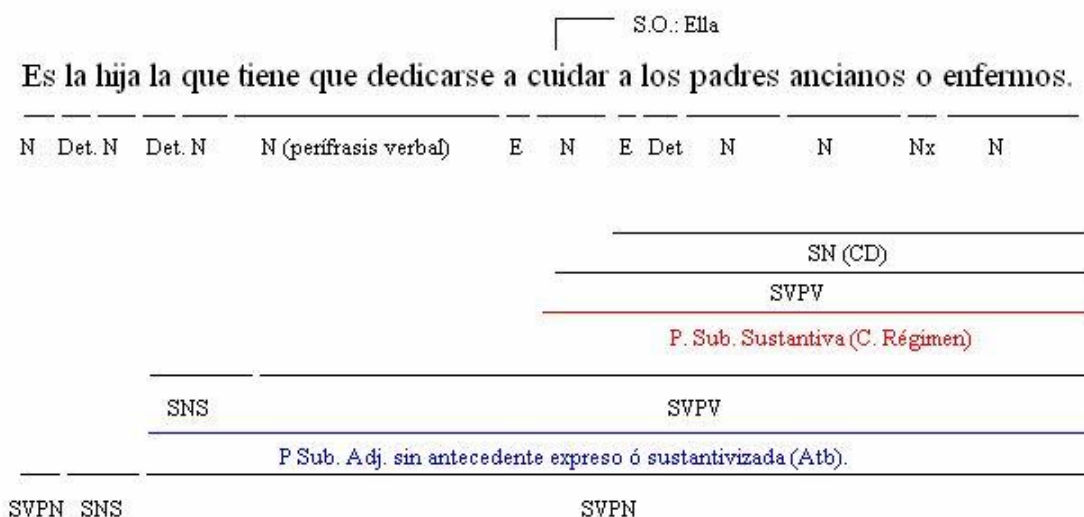 S.O.: Ella
Es la hija la que tiene que dedicarse a cuidar a los padres ancianos o enfermos.
N Det. N Det. N N (perífrasis verbal) E N E Det N N Nx N
SN (CD)
SVPV
P. Sub. Sustantiva (C. Régimen)
SNS SVPV
P Sub. Adj. sin antecedente expreso ó sustantivizada (Atb).
SVPN SNS SVPN